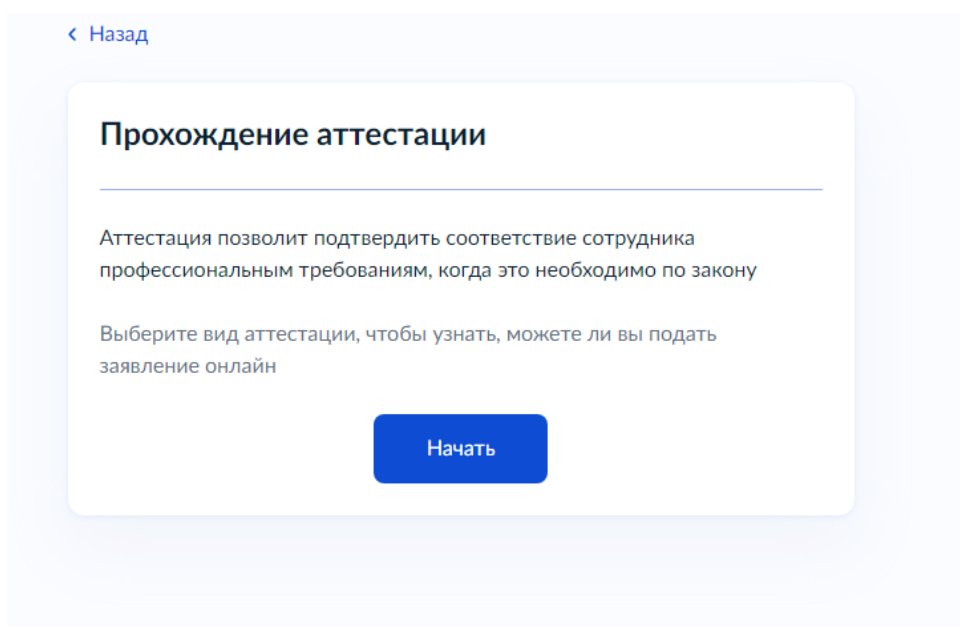 Назад
Прохождение аттестации
Аттестация позволит подтвердить соответствие сотрудника
профессиональным требованиям, когда это необходимо по закону
Выберите вид аттестации, чтобы узнать, можете ли вы подать
заявление онлайн
Начать